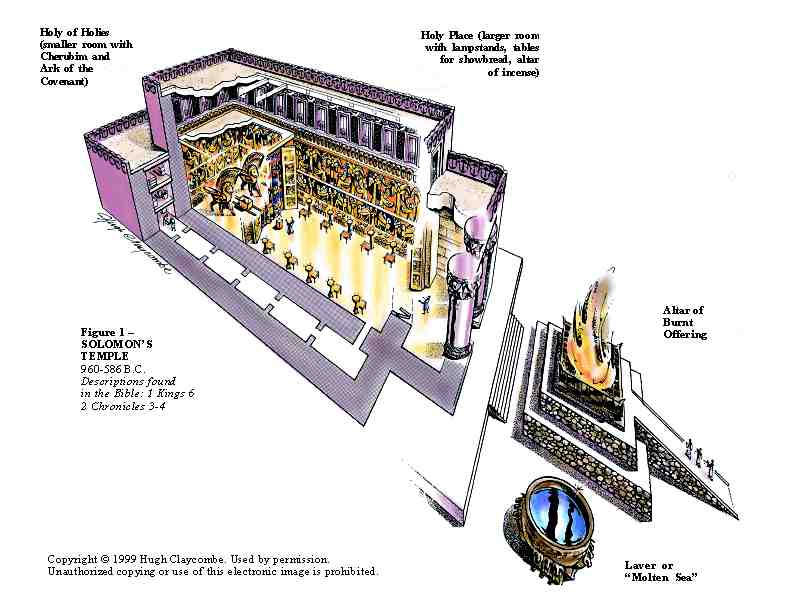 Holy of Holies
(smaller room with
Cherubim and
Ark of the
Covenant)
Holy Place (larger room
with lampstands, tables
for showbread, altar
of incense)
Hugh Claycombe
Altar of
Burnt
Offering
Figure 1 –
SOLOMON'S
TEMPLE
960-586 B.C.
Descriptions found
in the Bible: 1 Kings 6
2 Chronicles 3-4
Copyright © 1999 Hugh Claycombe. Used by permission.
Unauthorized copying or use of this electronic image is prohibited.
Laver or
"Molten Sea"